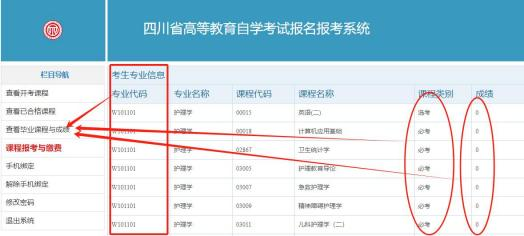 四川省高等教育自学考试报名报考系统
栏目导航
查看开考课程
查看已合格课程
查看毕业课程与成绩
课程报考与缴费
手机绑定
解除手机绑定
修改密码
退出系统
考生专业信息
专业代码 专业名称 课程代码 课程名称 课程类别 成绩
W101101 护理学 00015 英语(二) 选考 0
W101101 护理学 00018 计算机应用基础 必考 0
W101101 护理学 02867 卫生统计学 必考 0
W101101 护理学 03005 护理教育导论 必考 0
W101101 护理学 03007 急救护理学 必考 0
W101101 护理学 03009 精神障碍护理学 必考 0
W101101 护理学 03011 儿科护理学（二） 必考 0